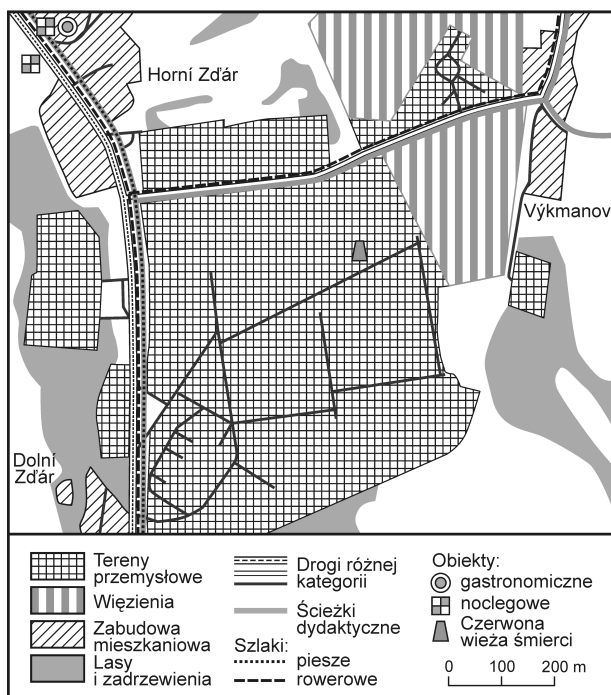 Horní Zďár
Výkmanov
Dolní
Zďár
Tereny
przemysłowe
Więzienia
Zabudowa
mieszkaniowa
Lasy
i zadrzewienia
Drogi różnej
kategorii
Ścieżki
dydaktyczne
Szlaki:
piesze
rowerowe
Obiekty:
gastronomiczne
noclegowe
Czerwona
wieża śmierci
0 100 200 m